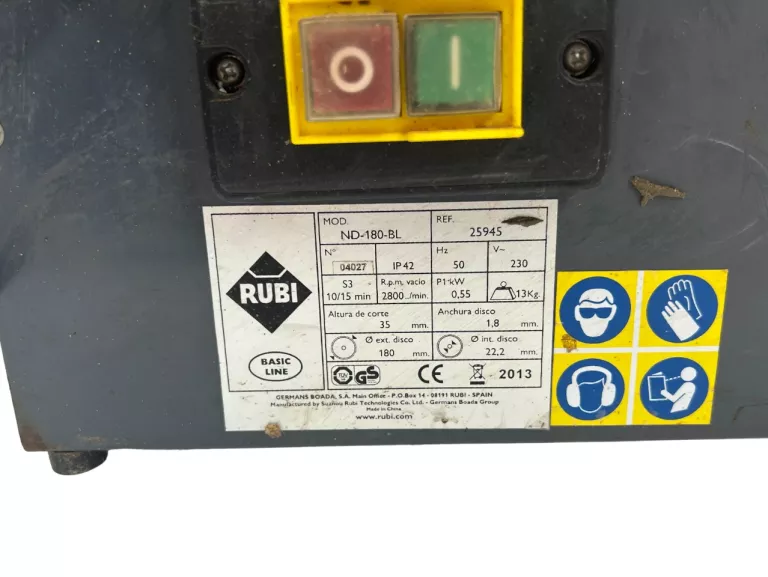 O I
MOD. ND-180-BL
REF. 25945
Nº 04027
IP 42
Hz 50
V~ 230
S3 10/15 min
R.p.m. vacio 2800../min.
P1 kW 0,55
13Kg.
Altura de corte 35 mm.
Anchura disco 1,8 mm.
Ø ext. disco 180 mm.
Ø int. disco 22,2 mm.
RUBI
BASIC
LINE
TÜV GS CE 2013
GERMANS BOADA, S.A. Main Office - P.O.Box 14 - 08191 RUBI - SPAIN
Manufactured by Suzhou Rubi Technologies Co. Ltd. - Germans Boada Group
Made in China
www.rubi.com